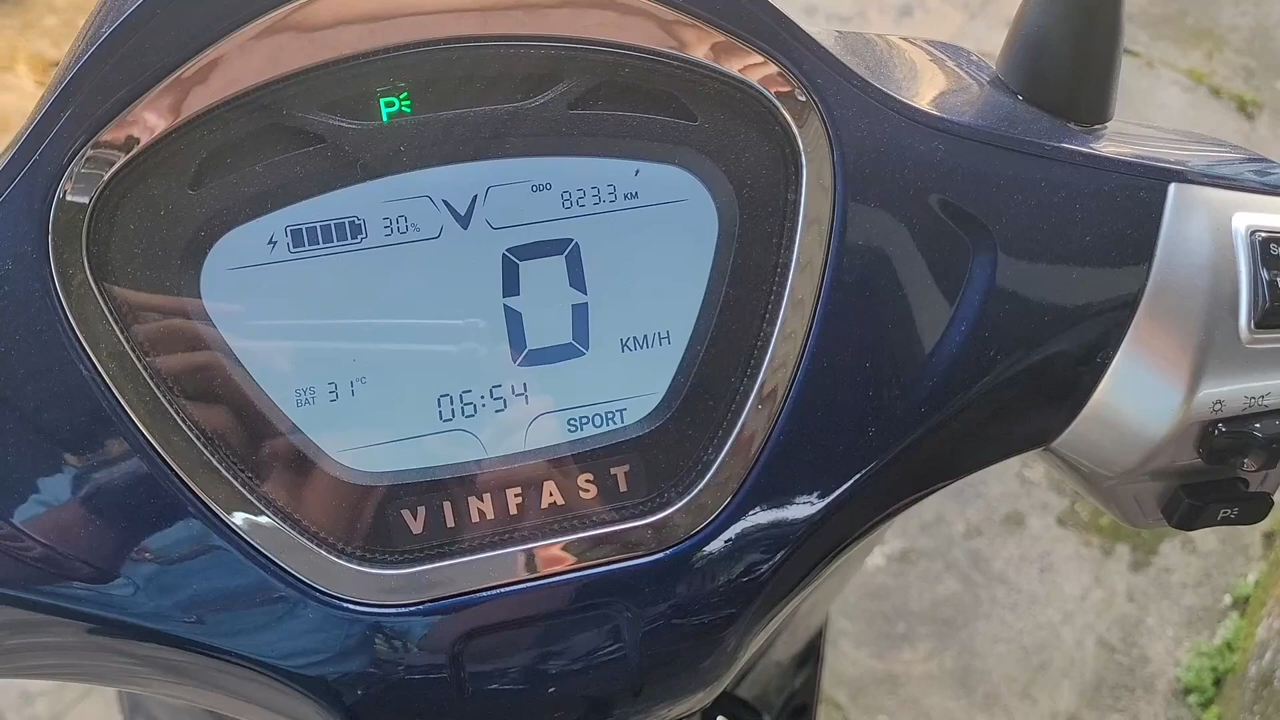 P
ODO 823.3 KM
30%
0
KM/H
SYS
BAT 31°C
06:54
SPORT
VINFAST
P